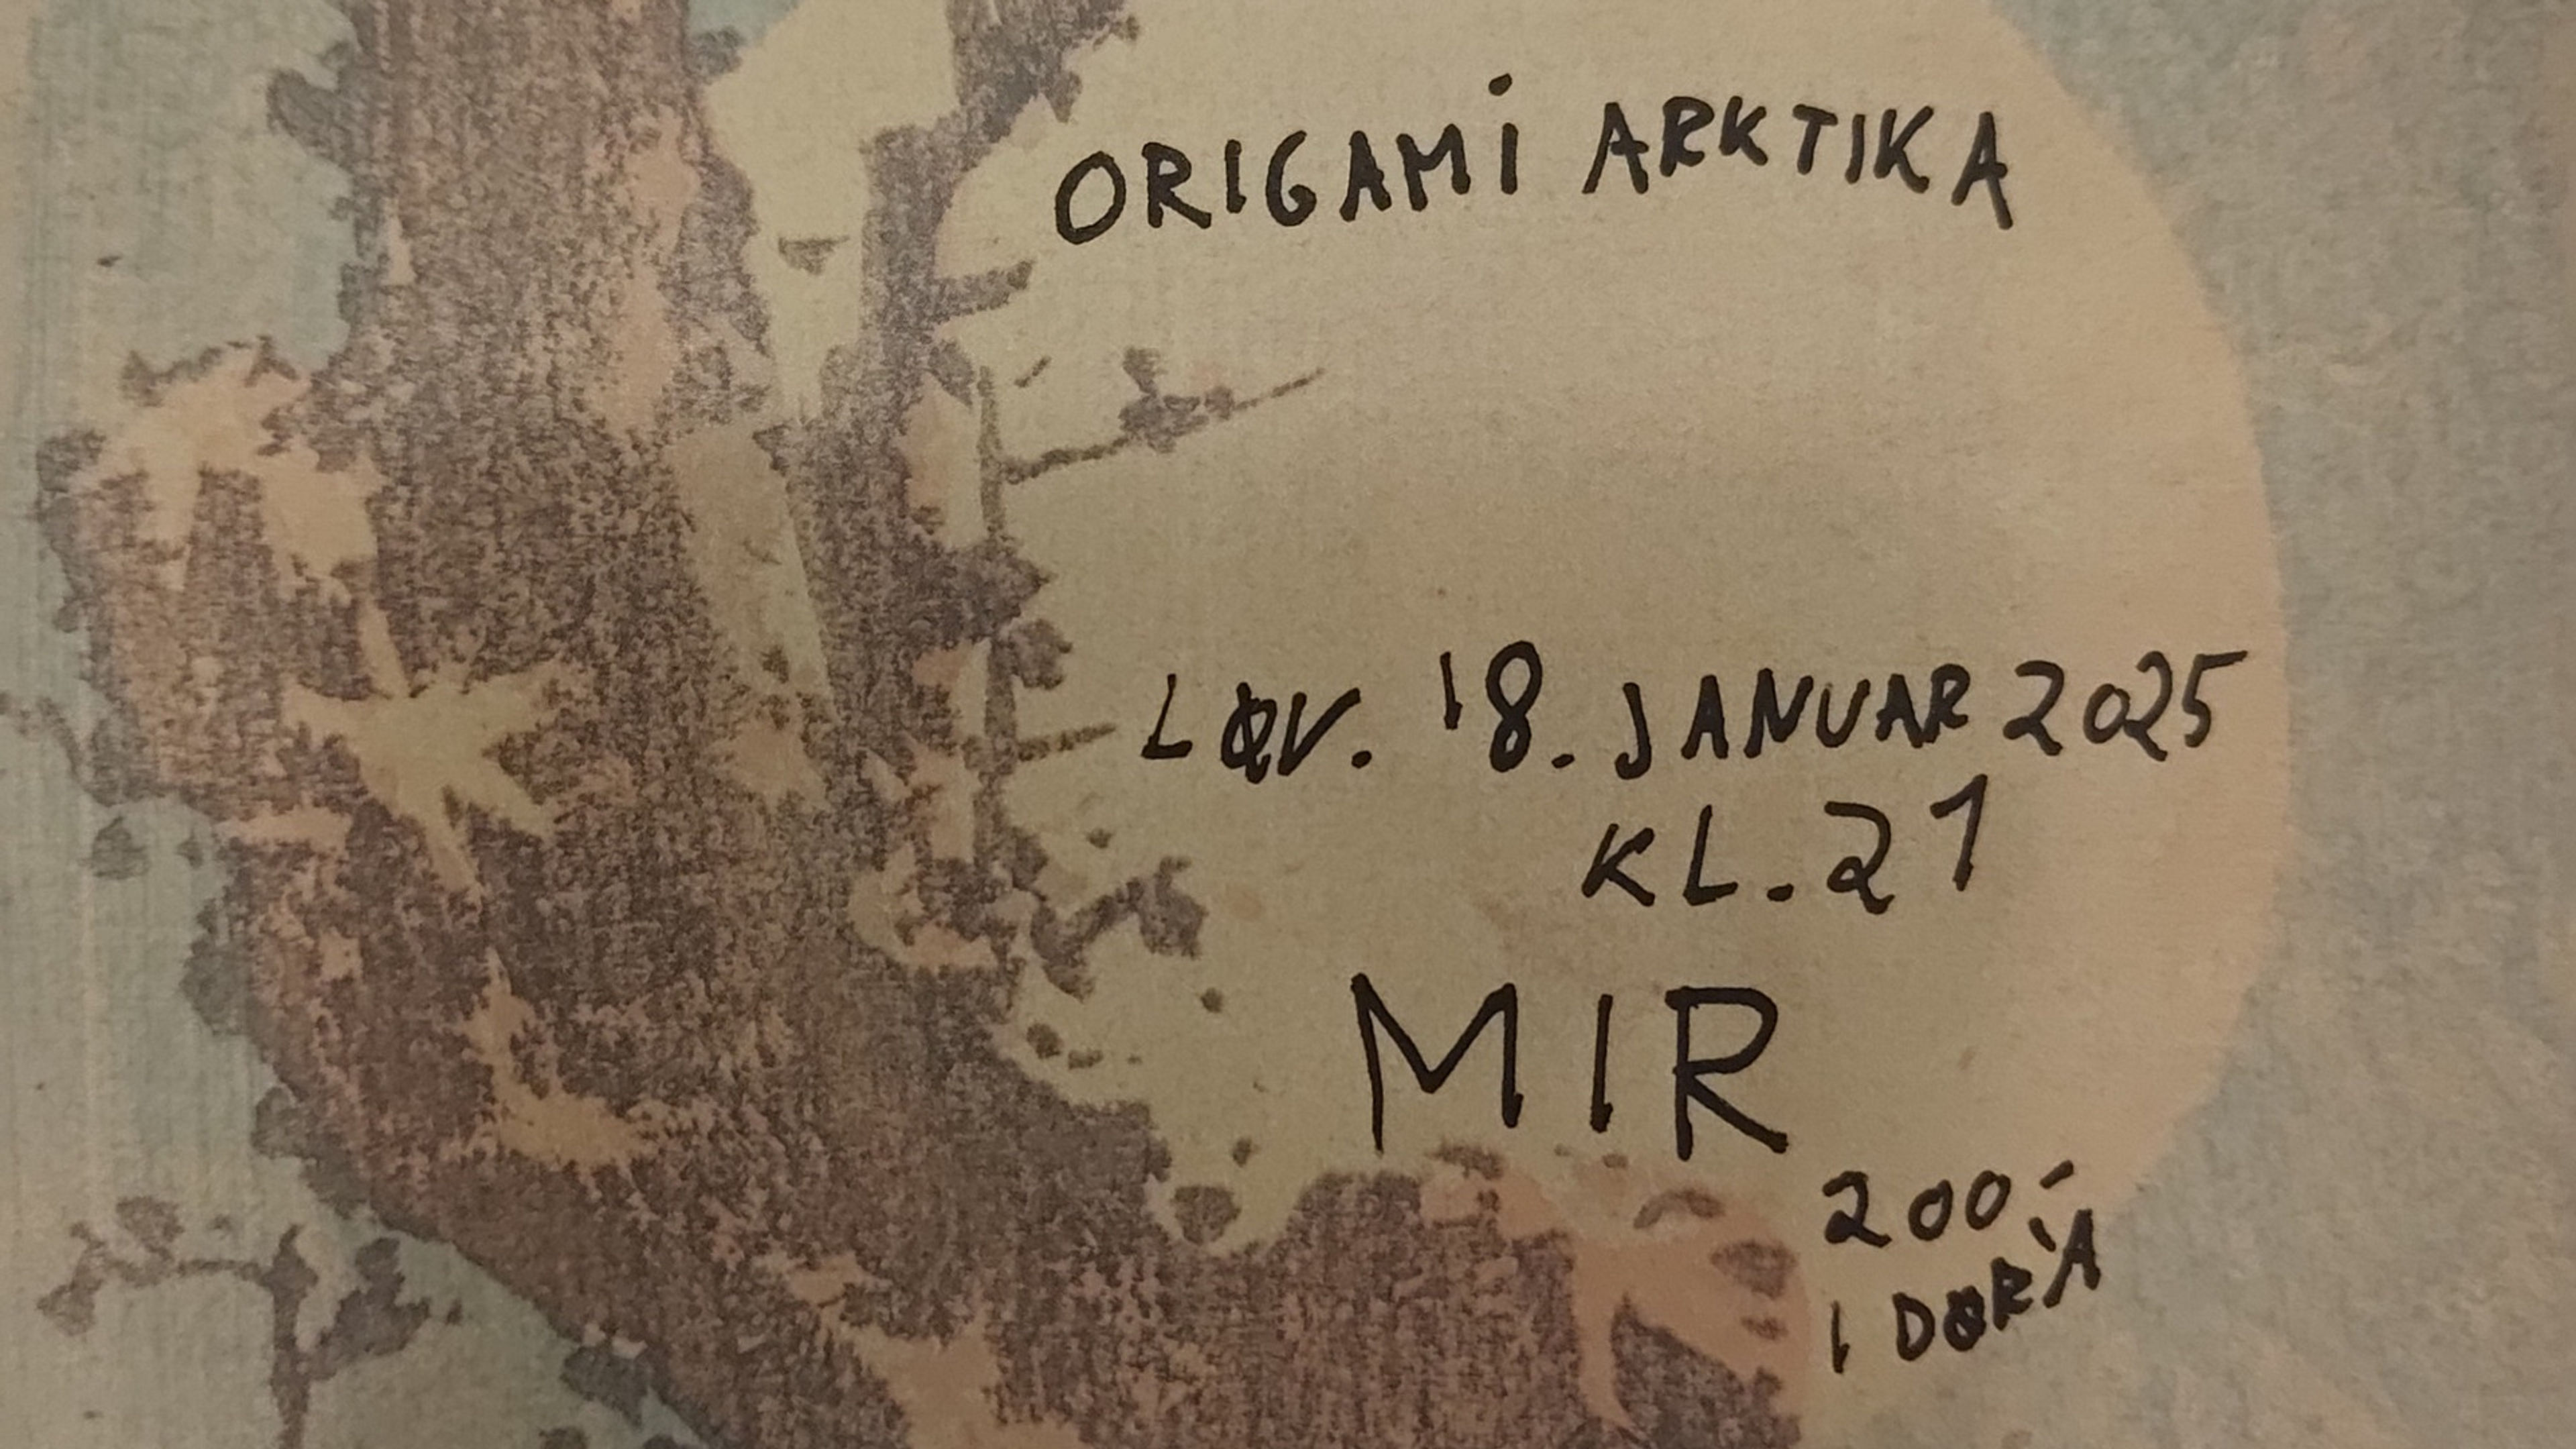 ORIGAMi ARKTIKA
LØV. 18. JANUAR 2025
KL. 21
MIR
200-
I DØRA